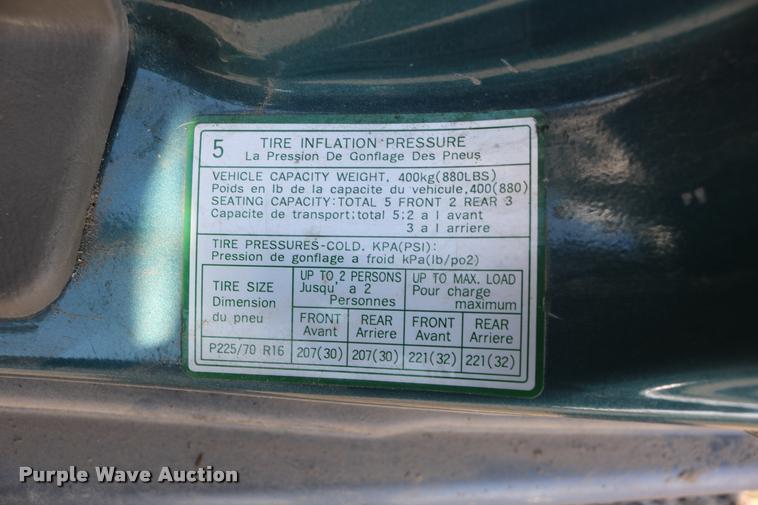 5
TIRE INFLATION PRESSURE
La Pression De Gonflage Des Pneus
VEHICLE CAPACITY WEIGHT. 400kg(880LBS)
Poids en lb de la capacite du vehicule.400(880)
SEATING CAPACITY:TOTAL 5 FRONT 2 REAR 3
Capacite de transport:total 5:2 a l avant
3 a l arriere
TIRE PRESSURES-COLD. KPA(PSI):
Pression de gonflage a froid kPa(lb/po2)
TIRE SIZE
Dimension
du pneu
UP TO 2 PERSONS
Jusqu' a 2
Personnes
UP TO MAX. LOAD
Pour charge
maximum
FRONT
Avant
REAR
Arriere
FRONT
Avant
REAR
Arriere
P225/70 R16 207(30) 207(30) 221(32) 221(32)
Purple Wave Auction